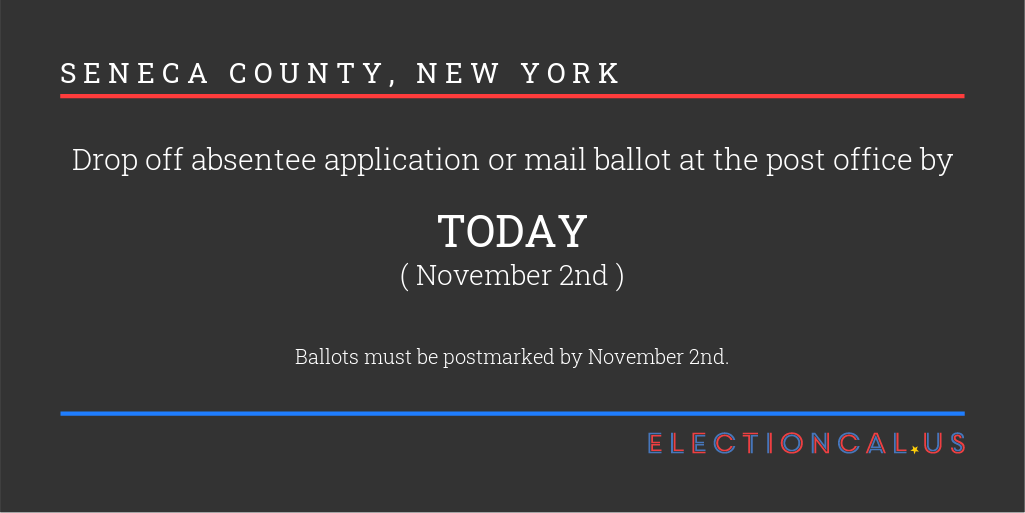 SENECA COUNTY, NEW YORK
Drop off absentee application or mail ballot at the post office by
TODAY
( November 2nd )
Ballots must be postmarked by November 2nd.
ELECTIONCAL.US